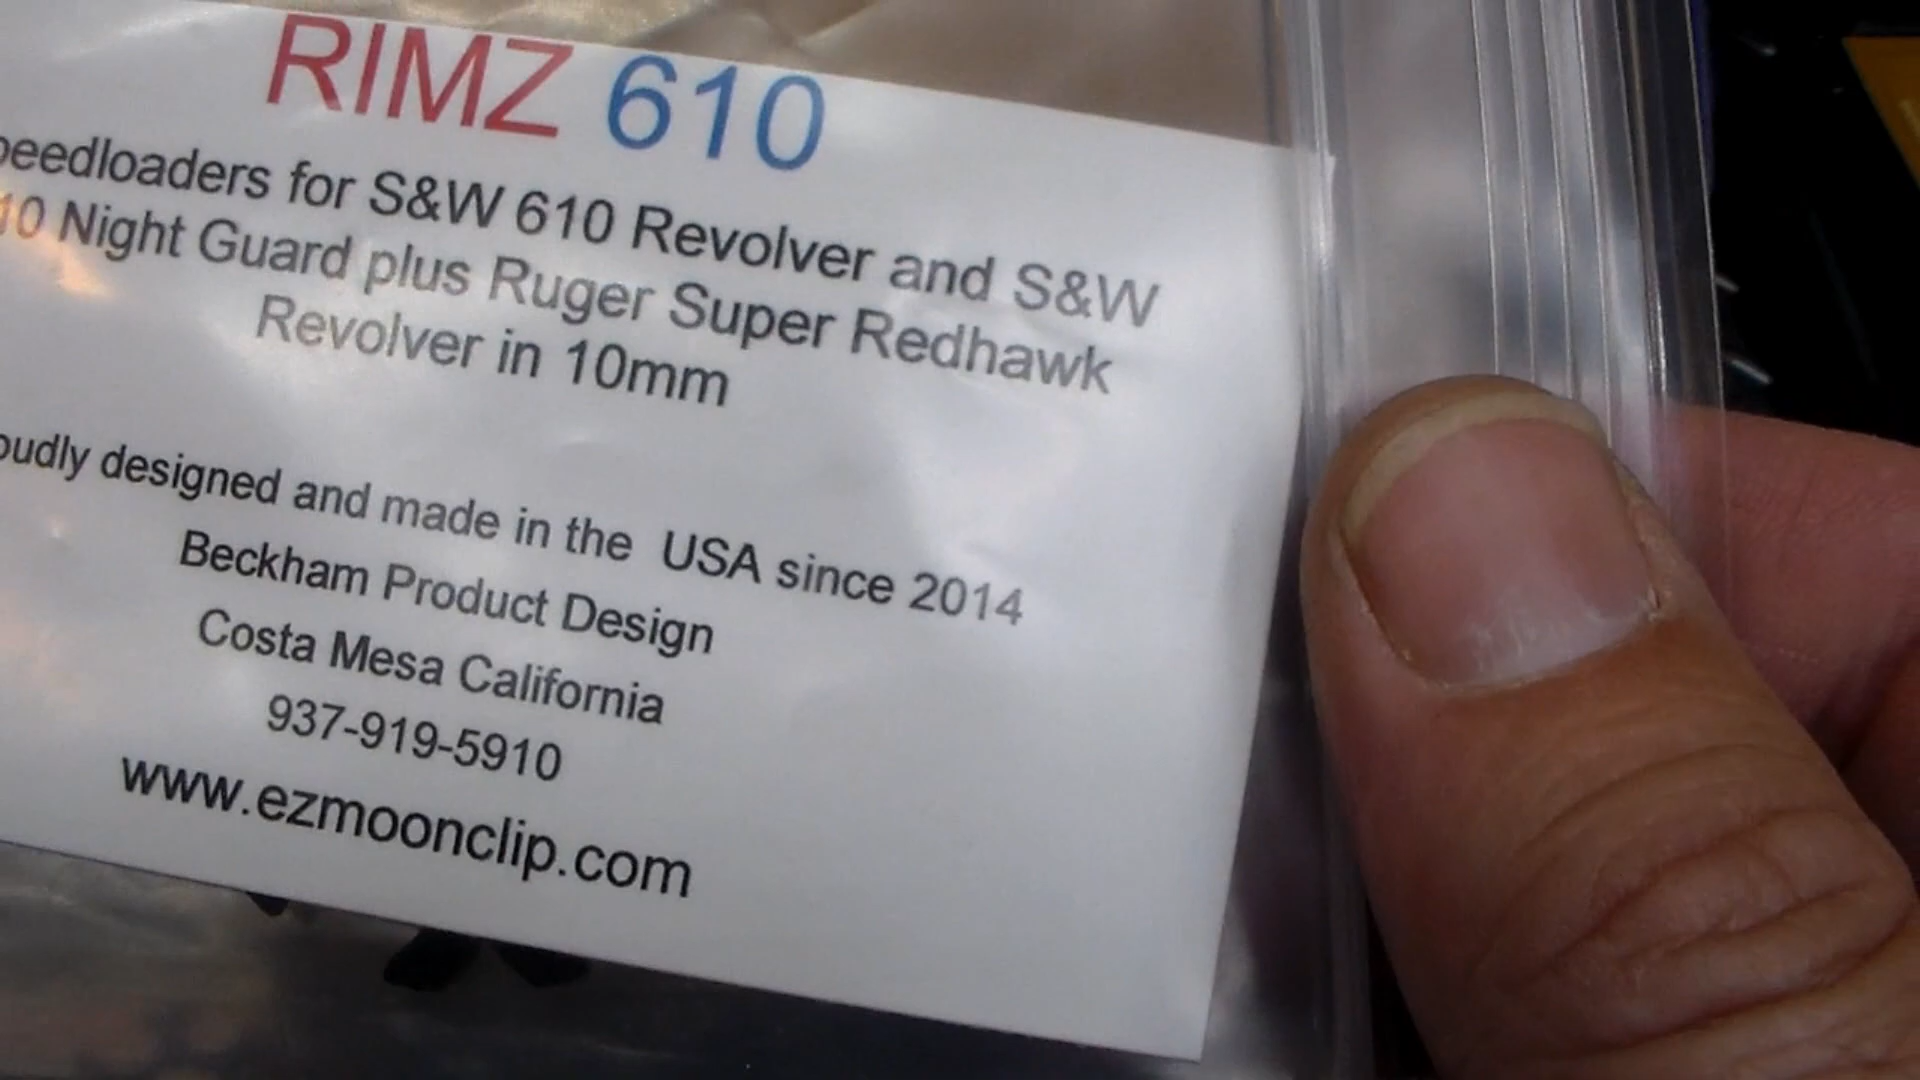 RIMZ 610
peedloaders for S&W 610 Revolver and S&W
10 Night Guard plus Ruger Super Redhawk
Revolver in 10mm
oudly designed and made in the USA since 2014
Beckham Product Design
Costa Mesa California
937-919-5910
www.ezmoonclip.com